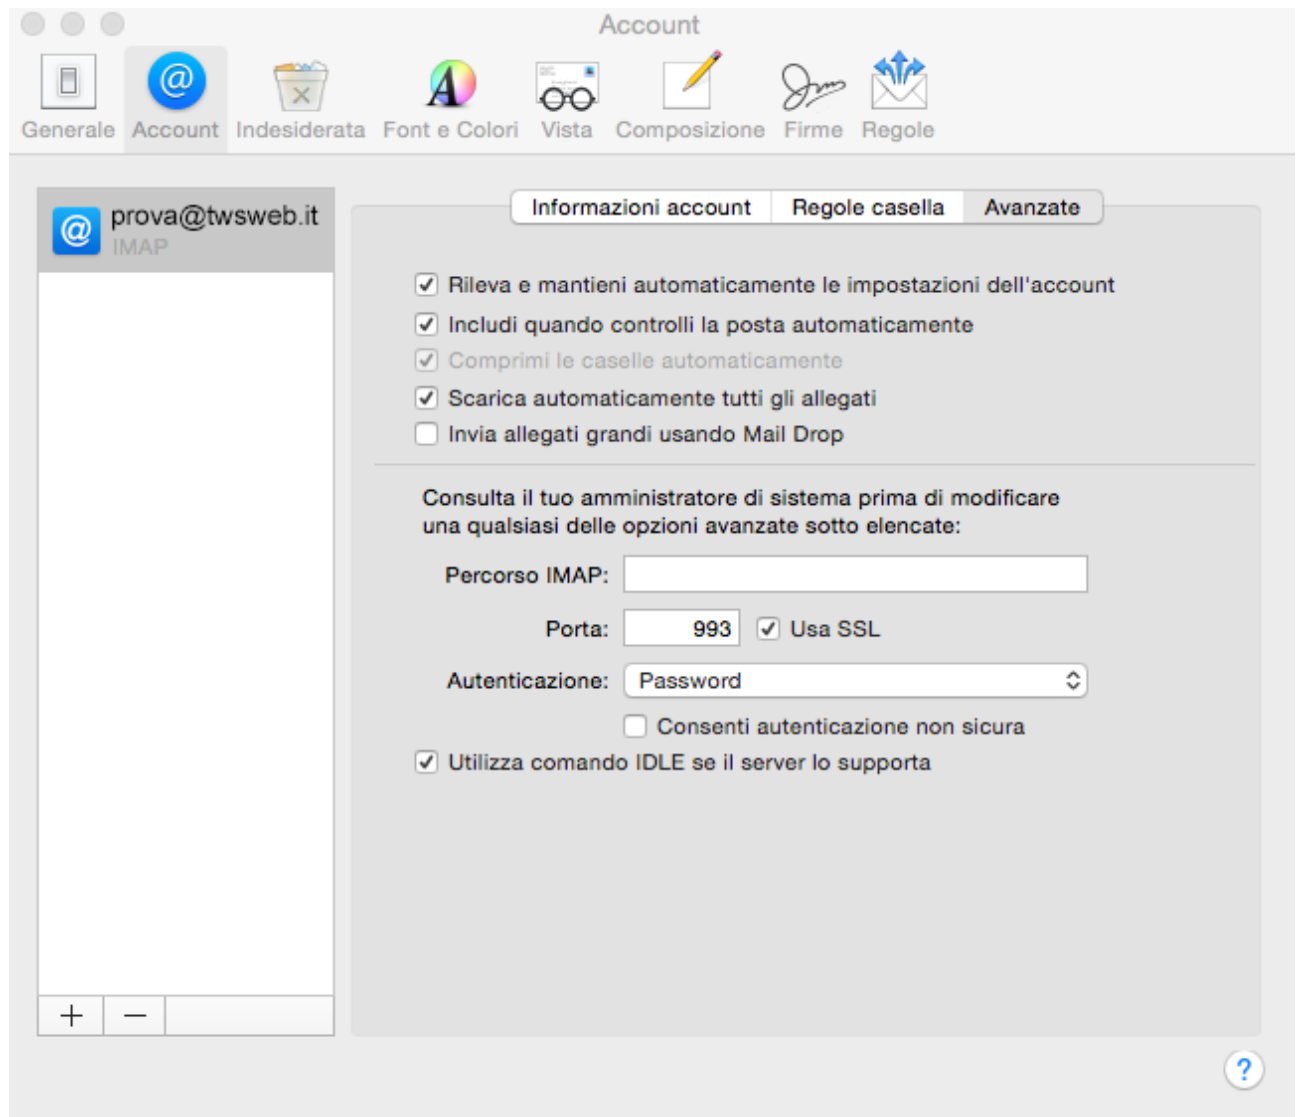 Account
Generale Account Indesiderata Font e Colori Vista Composizione Firme Regole
prova@twsweb.it
IMAP
Informazioni account Regole casella Avanzate
Rileva e mantieni automaticamente le impostazioni dell'account
Includi quando controlli la posta automaticamente
Comprimi le caselle automaticamente
Scarica automaticamente tutti gli allegati
Invia allegati grandi usando Mail Drop
Consulta il tuo amministratore di sistema prima di modificare
una qualsiasi delle opzioni avanzate sotto elencate:
Percorso IMAP:
Porta: 993 Usa SSL
Autenticazione: Password
Consenti autenticazione non sicura
Utilizza comando IDLE se il server lo supporta